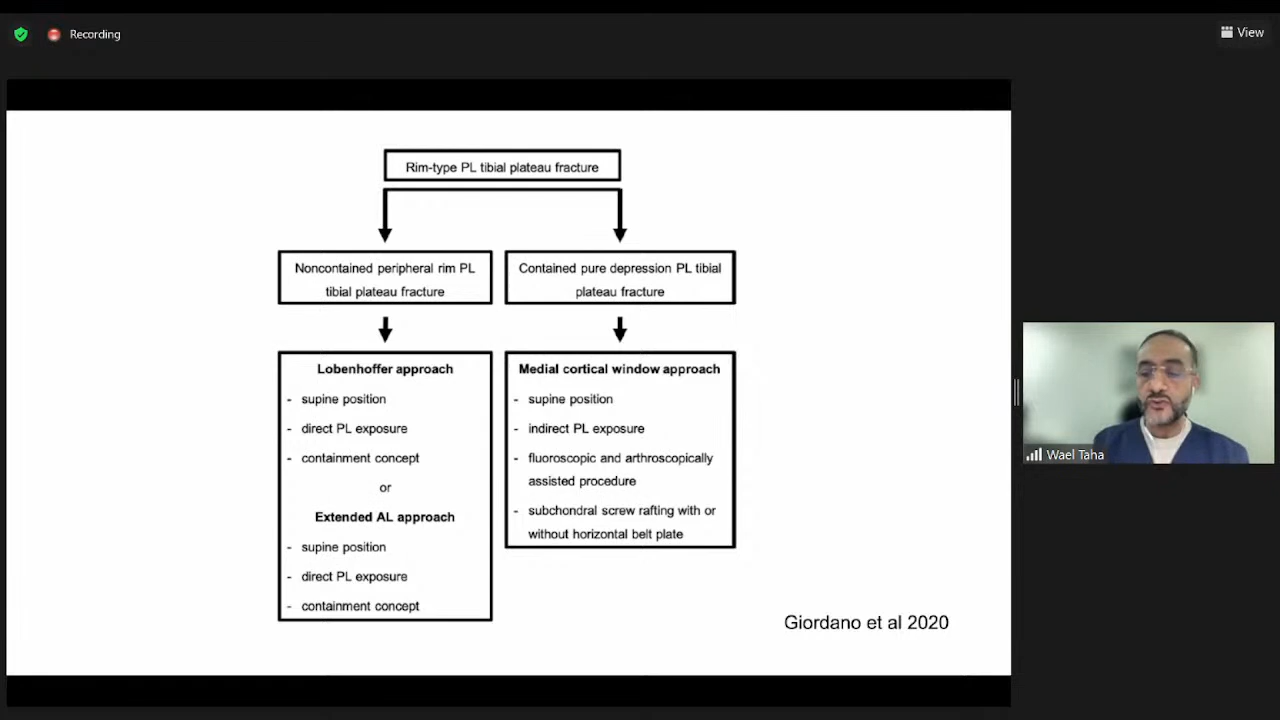 Recording
View
Rim-type PL tibial plateau fracture
Noncontained peripheral rim PL
tibial plateau fracture
Contained pure depression PL tibial
plateau fracture
Lobenhoffer approach
- supine position
- direct PL exposure
- containment concept
or
Extended AL approach
- supine position
- direct PL exposure
- containment concept
Medial cortical window approach
- supine position
- indirect PL exposure
- fluoroscopic and arthroscopically
assisted procedure
- subchondral screw rafting with or
without horizontal belt plate
Giordano et al 2020
Wael Taha